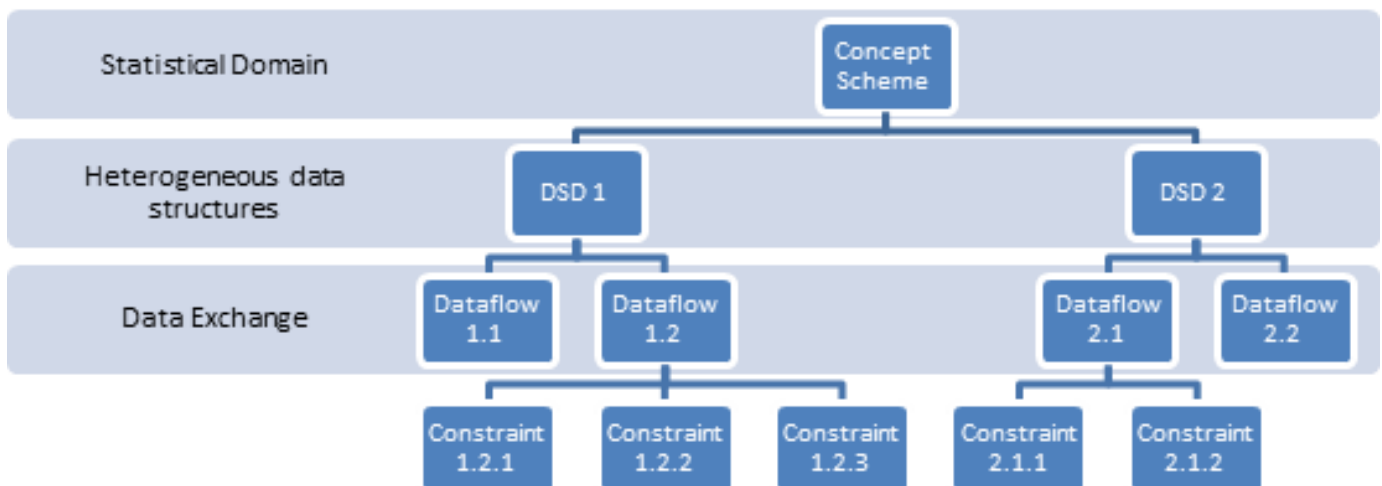 Statistical Domain
Concept
Scheme
Heterogeneous data
structures
DSD 1
DSD 2
Data Exchange
Dataflow
1.1
Dataflow
1.2
Dataflow
2.1
Dataflow
2.2
Constraint
1.2.1
Constraint
1.2.2
Constraint
1.2.3
Constraint
2.1.1
Constraint
2.1.2